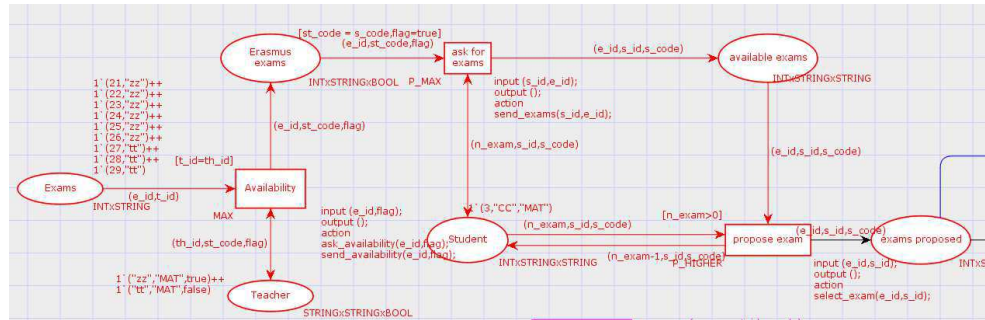 [st_code = s_code,flag=true]
(e_id,st_code,flag)
Erasmus
exams
ask for
exams
(e_id,s_id,s_code)
available exams
INTxSTRINGxBOOL
P_MAX
INTxSTRINGxSTRING
1`(21,"zz")++
1`(22,"zz")++
1`(23,"zz")++
1`(24,"zz")++
1`(25,"zz")++
1`(26,"zz")++
1`(27,"tt")++
1`(28,"tt")++
1`(29,"tt")
input (s_id,e_id);
output ();
action
send_exams(s_id,e_id);
(e_id,st_code,flag)
(n_exam,s_id,s_code)
(e_id,s_id,s_code)
[t_id=th_id]
Exams
(e_id,t_id)
INTxSTRING
Availability
MAX
input (e_id,flag);
output ();
action
ask_availability(e_id,flag);
send_availability(e_id,flag);
1`(3,"CC","MAT")
Student
INTxSTRINGxSTRING
(n_exam,s_id,s_code)
(n_exam-1,s_id,s_code)
[n_exam>0]
propose exam
P_HIGHER
(e_id,s_id,s_code)
exams proposed
input (e_id,s_id);
output ();
action
select_exam(e_id,s_id);
(th_id,st_code,flag)
1`("zz","MAT",true)++
1`("tt","MAT",false)
Teacher
STRINGxSTRINGxBOOL